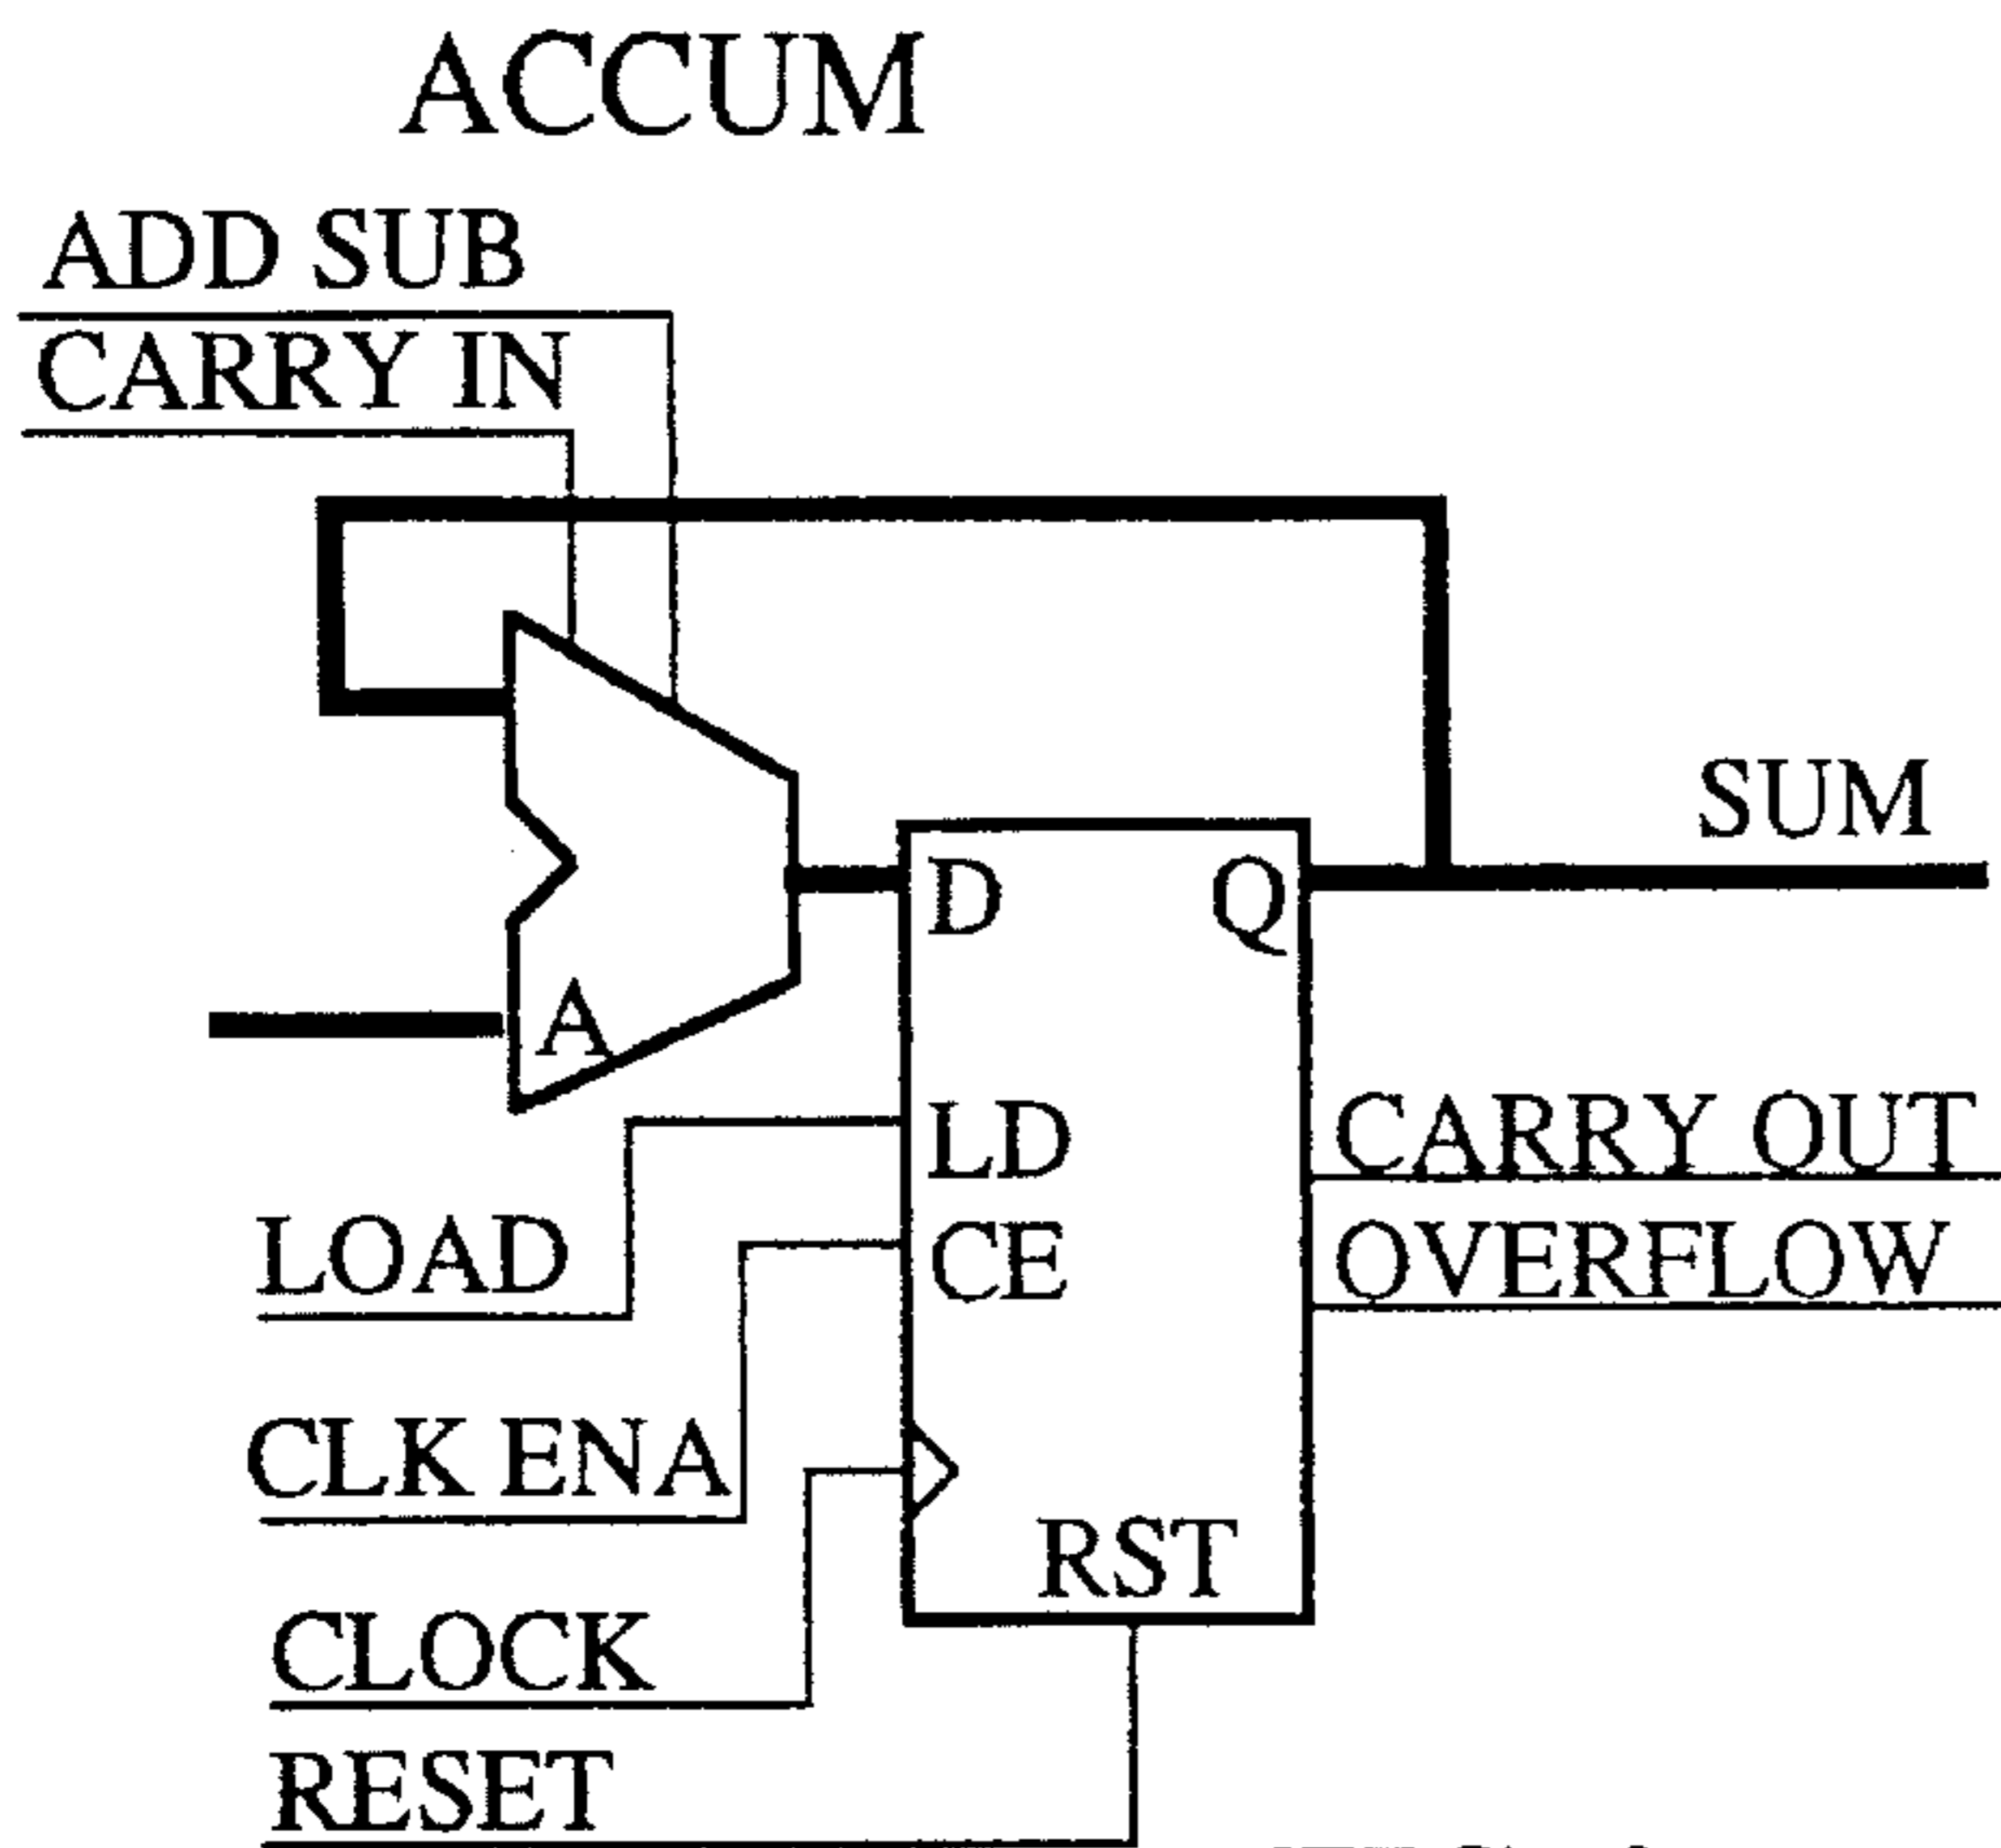 ACCUM
ADD SUB
CARRY IN
SUM
D
Q
A
LD
CARRY OUT
LOAD
CE
OVERFLOW
CLK ENA
RST
CLOCK
RESET